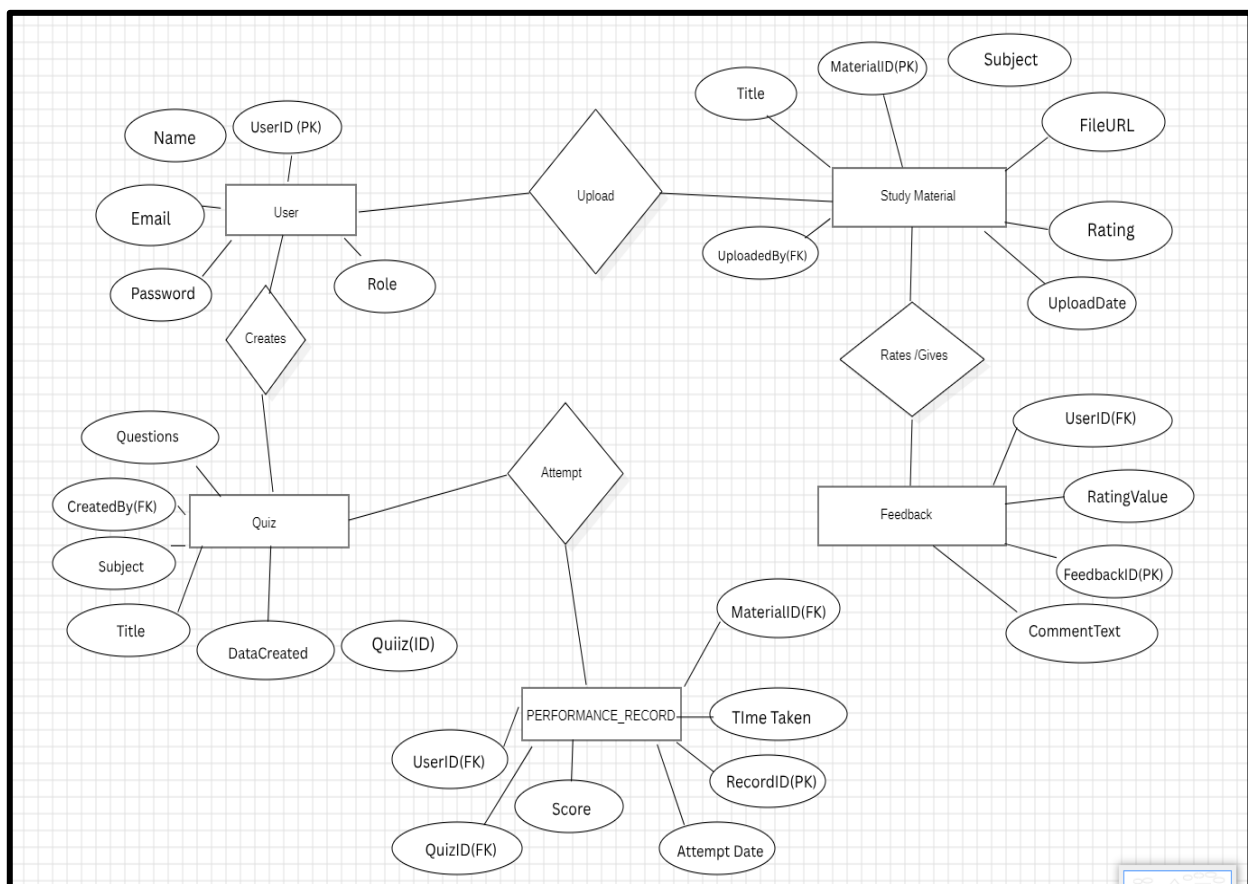 Subject
MaterialID(PK)
Title
FileURL
UserID (PK)
Name
Upload
Study Material
User
Email
Rating
UploadedBy(FK)
Role
Password
UploadDate
Creates
Rates /Gives
UserID(FK)
Questions
Attempt
RatingValue
CreatedBy(FK)
Quiz
Feedback
Subject
FeedbackID(PK)
MaterialID(FK)
Title
CommentText
Quiiz(ID)
DataCreated
PERFORMANCE_RECORD
TIme Taken
UserID(FK)
RecordID(PK)
Score
QuizID(FK)
Attempt Date